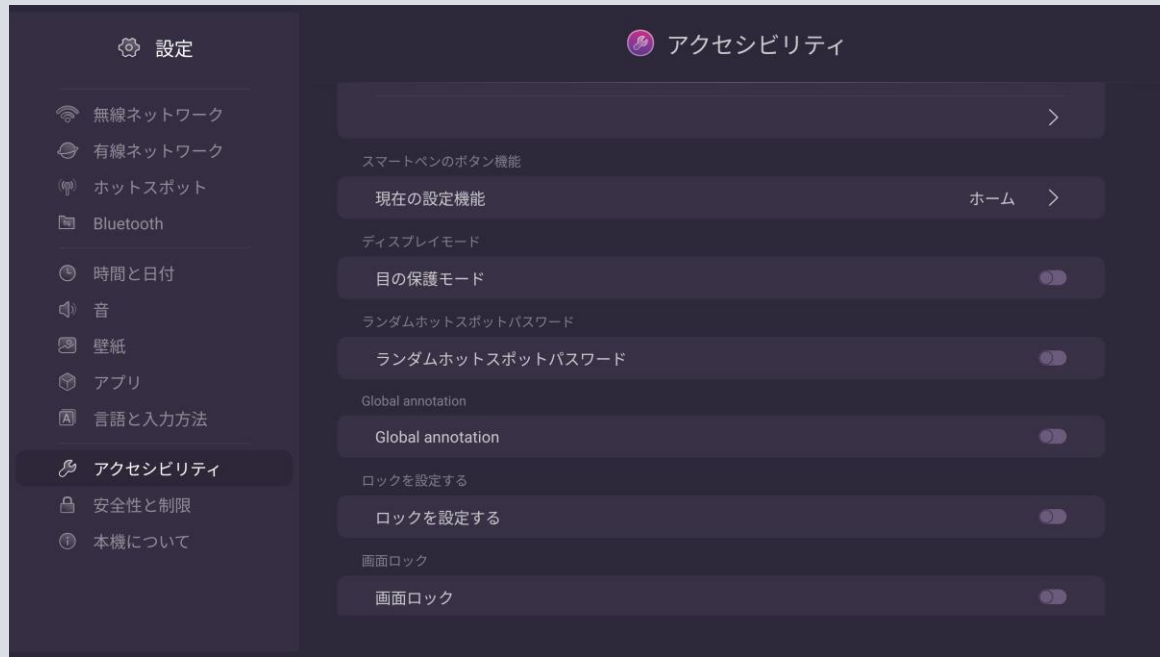 設定
無線ネットワーク
有線ネットワーク
ホットスポット
Bluetooth
時間と日付
音
壁紙
アプリ
言語と入力方法
アクセシビリティ
安全性と制限
本機について
アクセシビリティ
スマートペンのボタン機能
現在の設定機能 ホーム
ディスプレイモード
目の保護モード
ランダムホットスポットパスワード
ランダムホットスポットパスワード
Global annotation
Global annotation
ロックを設定する
ロックを設定する
画面ロック
画面ロック